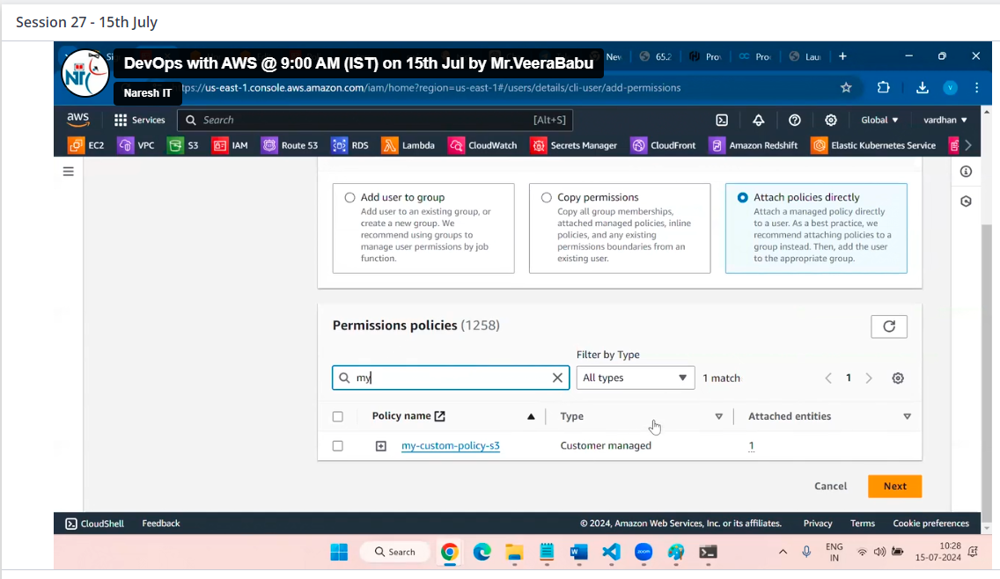 Session 27 - 15th July
DevOps with AWS @ 9:00 AM (IST) on 15th Jul by Mr.VeeraBabu
New
65.2
Pro
Pro
Lau
Naresh IT
tps://us-east-1.console.aws.amazon.com/iam/home?region=us-east-1#/users/details/cli-user/add-permissions
aws
Services
Search
[Alt+S]
Global
vardhan
EC2
VPC
S3
IAM
Route 53
RDS
Lambda
CloudWatch
Secrets Manager
CloudFront
Amazon Redshift
Elastic Kubernetes Service
Add user to group
Add user to an existing group, or
create a new group. We
recommend using groups to
manage user permissions by job
function.
Copy permissions
Copy all group memberships,
attached managed policies, inline
policies, and any existing
permissions boundaries from an
existing user.
Attach policies directly
Attach a managed policy directly
to a user. As a best practice, we
recommend attaching policies to a
group instead. Then, add the user
to the appropriate group.
Permissions policies (1258)
Filter by Type
my
All types
1 match
1
Policy name
Type
Attached entities
my-custom-policy-s3
Customer managed
1
Cancel
Next
CloudShell
Feedback
© 2024, Amazon Web Services, Inc. or its affiliates.
Privacy
Terms
Cookie preferences
Search
ENG
IN
10:28
15-07-2024